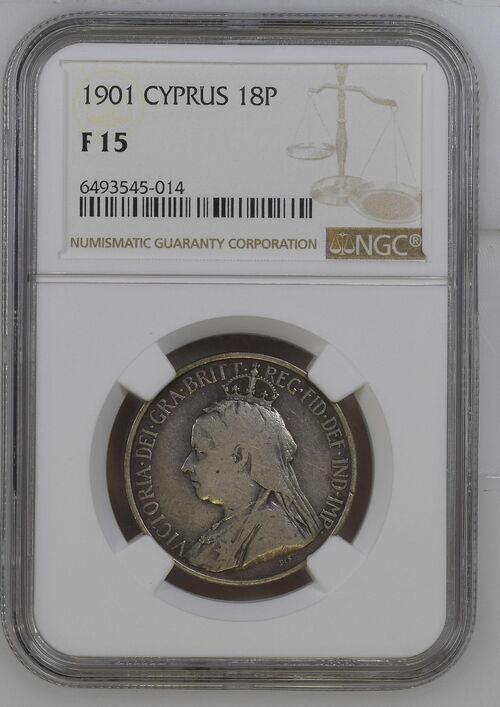 1901 CYPRUS 18P
F 15
6493545-014
NUMISMATIC GUARANTY CORPORATION
NGC®
VICTORIA·DEI·GRA·BRITT·REG·FID·DEF·IND·IMP·